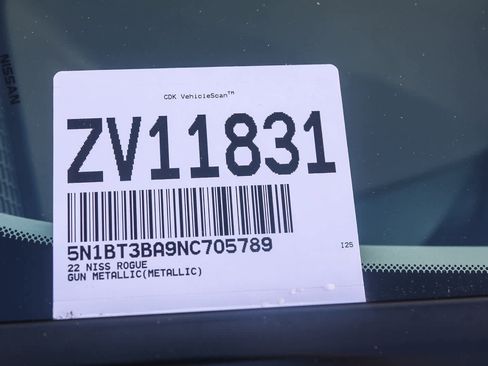 NISSAN
CDK VehicleScan™
ZV11831
5N1BT3BA9NC705789
I25
22 NISS ROGUE
GUN METALLIC(METALLIC)